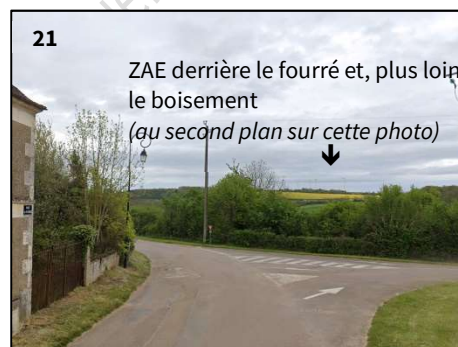 21
ZAE derrière le fourré et, plus loin
le boisement
(au second plan sur cette photo)